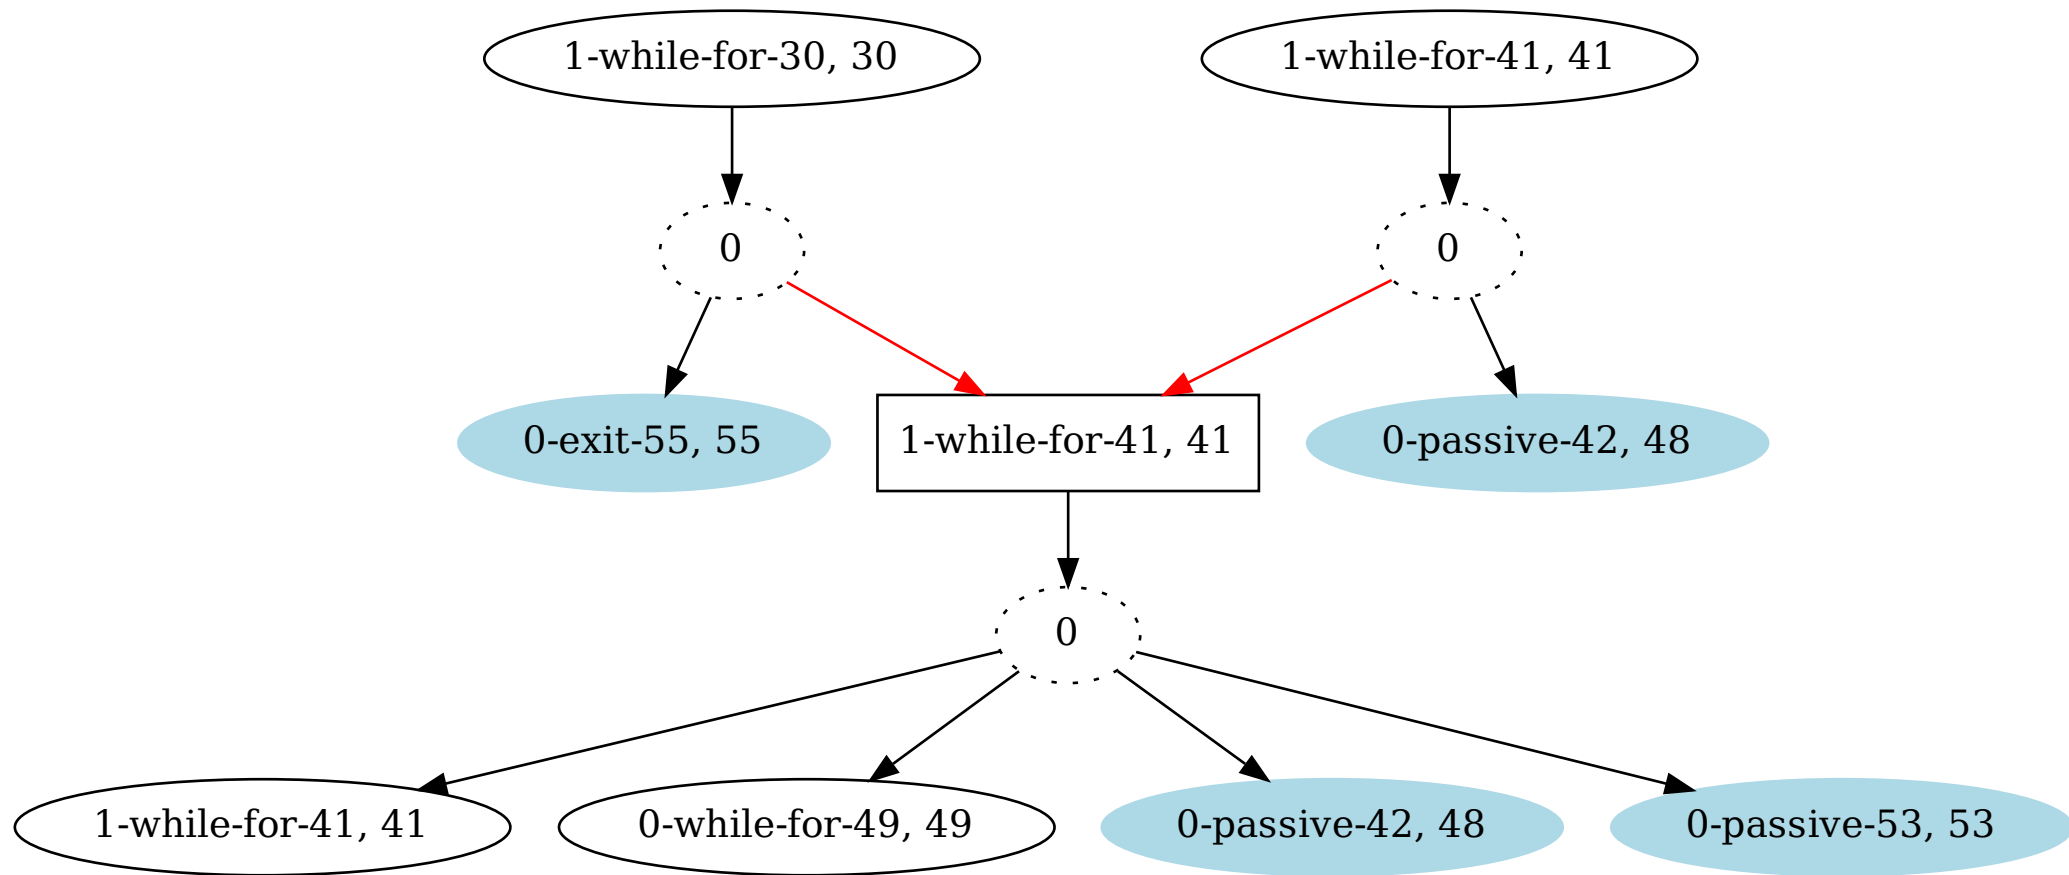 1-while-for-30, 30
1-while-for-41, 41
0
0
0-exit-55, 55
1-while-for-41, 41
0-passive-42, 48
0
1-while-for-41, 41
0-while-for-49, 49
0-passive-42, 48
0-passive-53, 53